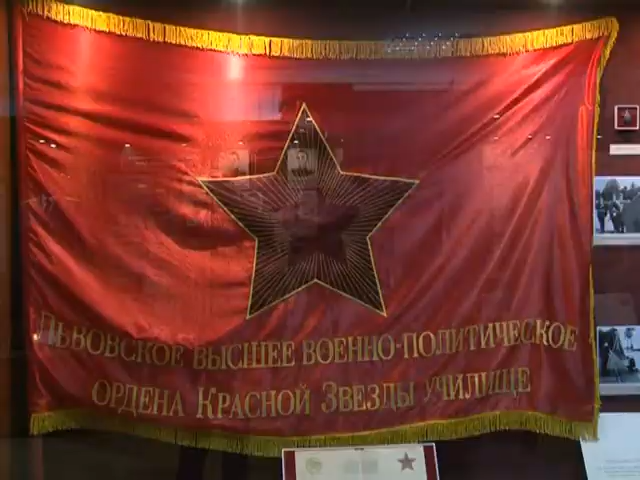 Львовское высшее военно-политическое
ордена Красной Звезды училище